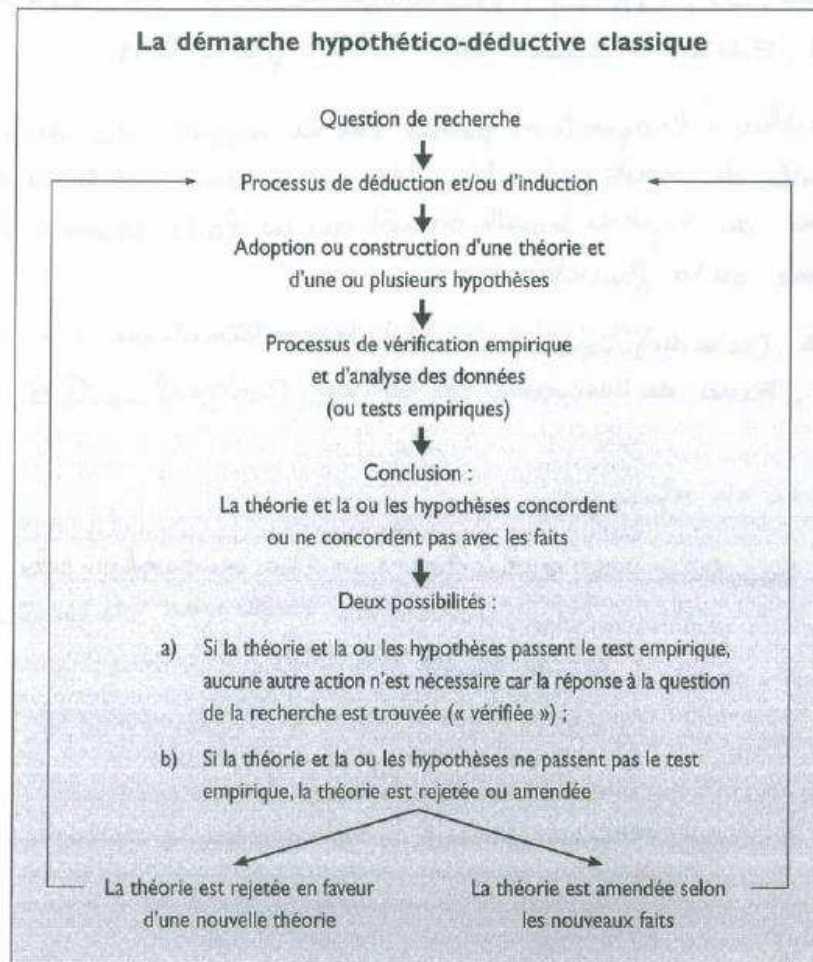 La démarche hypothético-déductive classique
Question de recherche
Processus de déduction et/ou d'induction
Adoption ou construction d'une théorie et
d'une ou plusieurs hypothèses
Processus de vérification empirique
et d'analyse des données
(ou tests empiriques)
Conclusion :
La théorie et la ou les hypothèses concordent
ou ne concordent pas avec les faits
Deux possibilités :
a) Si la théorie et la ou les hypothèses passent le test empirique,
aucune autre action n'est nécessaire car la réponse à la question
de la recherche est trouvée (« vérifiée ») ;
b) Si la théorie et la ou les hypothèses ne passent pas le test
empirique, la théorie est rejetée ou amendée
La théorie est rejetée en faveur
d'une nouvelle théorie
La théorie est amendée selon
les nouveaux faits